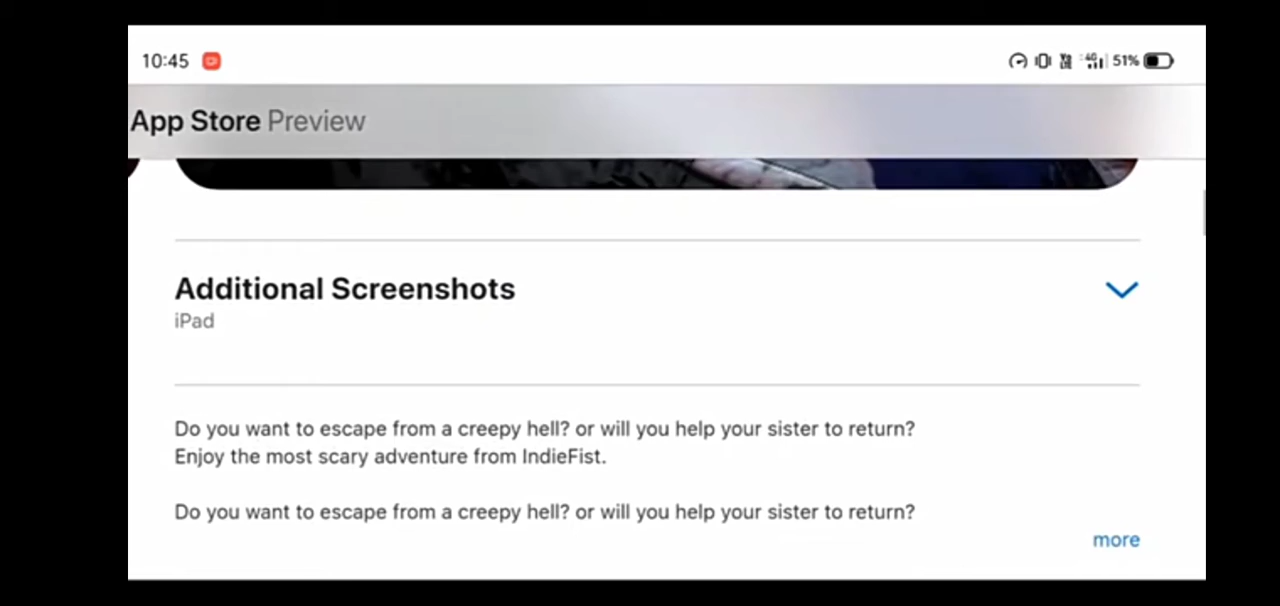 10:45
4G 51%
App Store Preview
Additional Screenshots
iPad
Do you want to escape from a creepy hell? or will you help your sister to return?
Enjoy the most scary adventure from IndieFist.
Do you want to escape from a creepy hell? or will you help your sister to return?
more